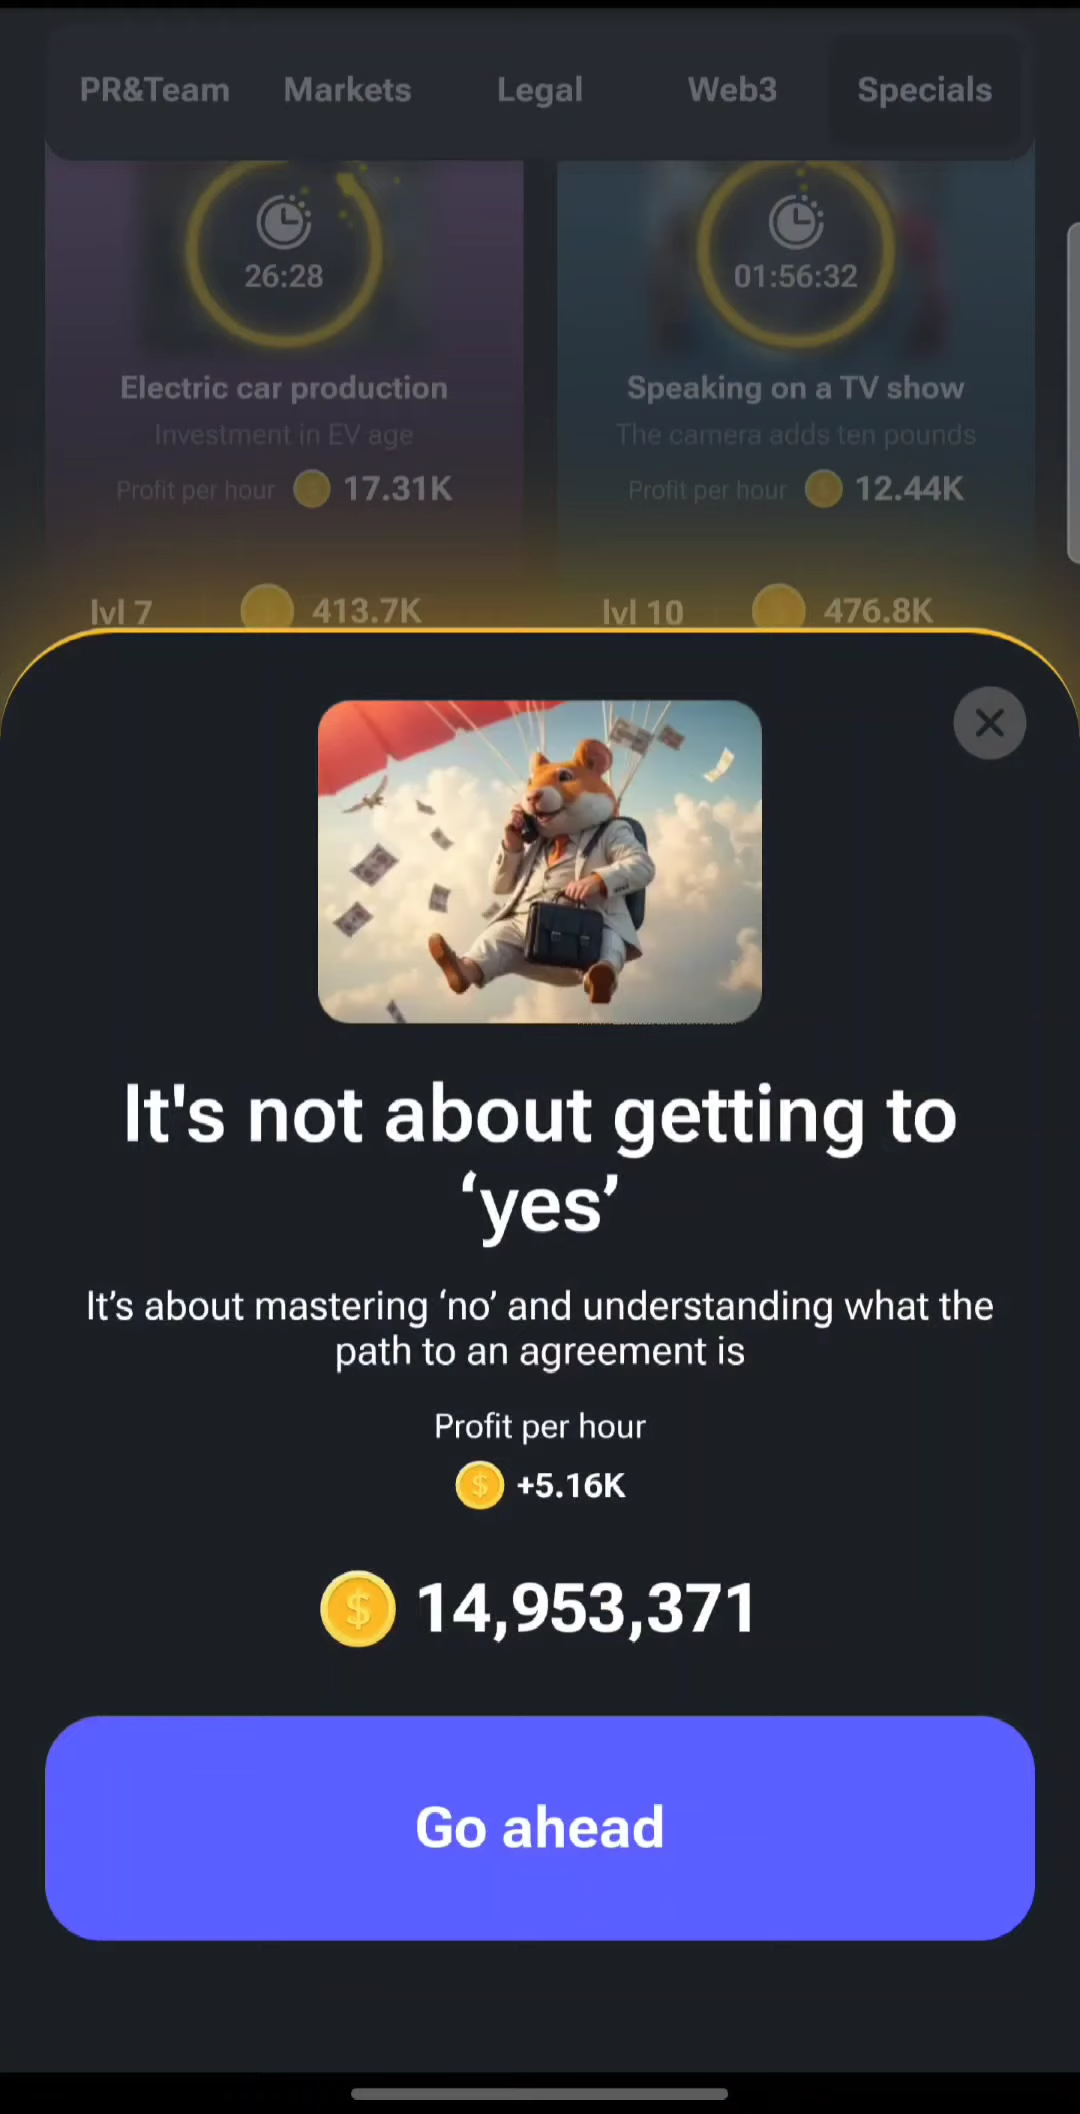 PR&Team Markets Legal Web3 Specials
26:28 01:56:32
Electric car production Speaking on a TV show
Investment in EV age The camera adds ten pounds
Profit per hour 17.31K Profit per hour 12.44K
lvl 7 413.7K lvl 10 476.8K
It's not about getting to
‘yes’
It’s about mastering ‘no’ and understanding what the
path to an agreement is
Profit per hour
+5.16K
14,953,371
Go ahead